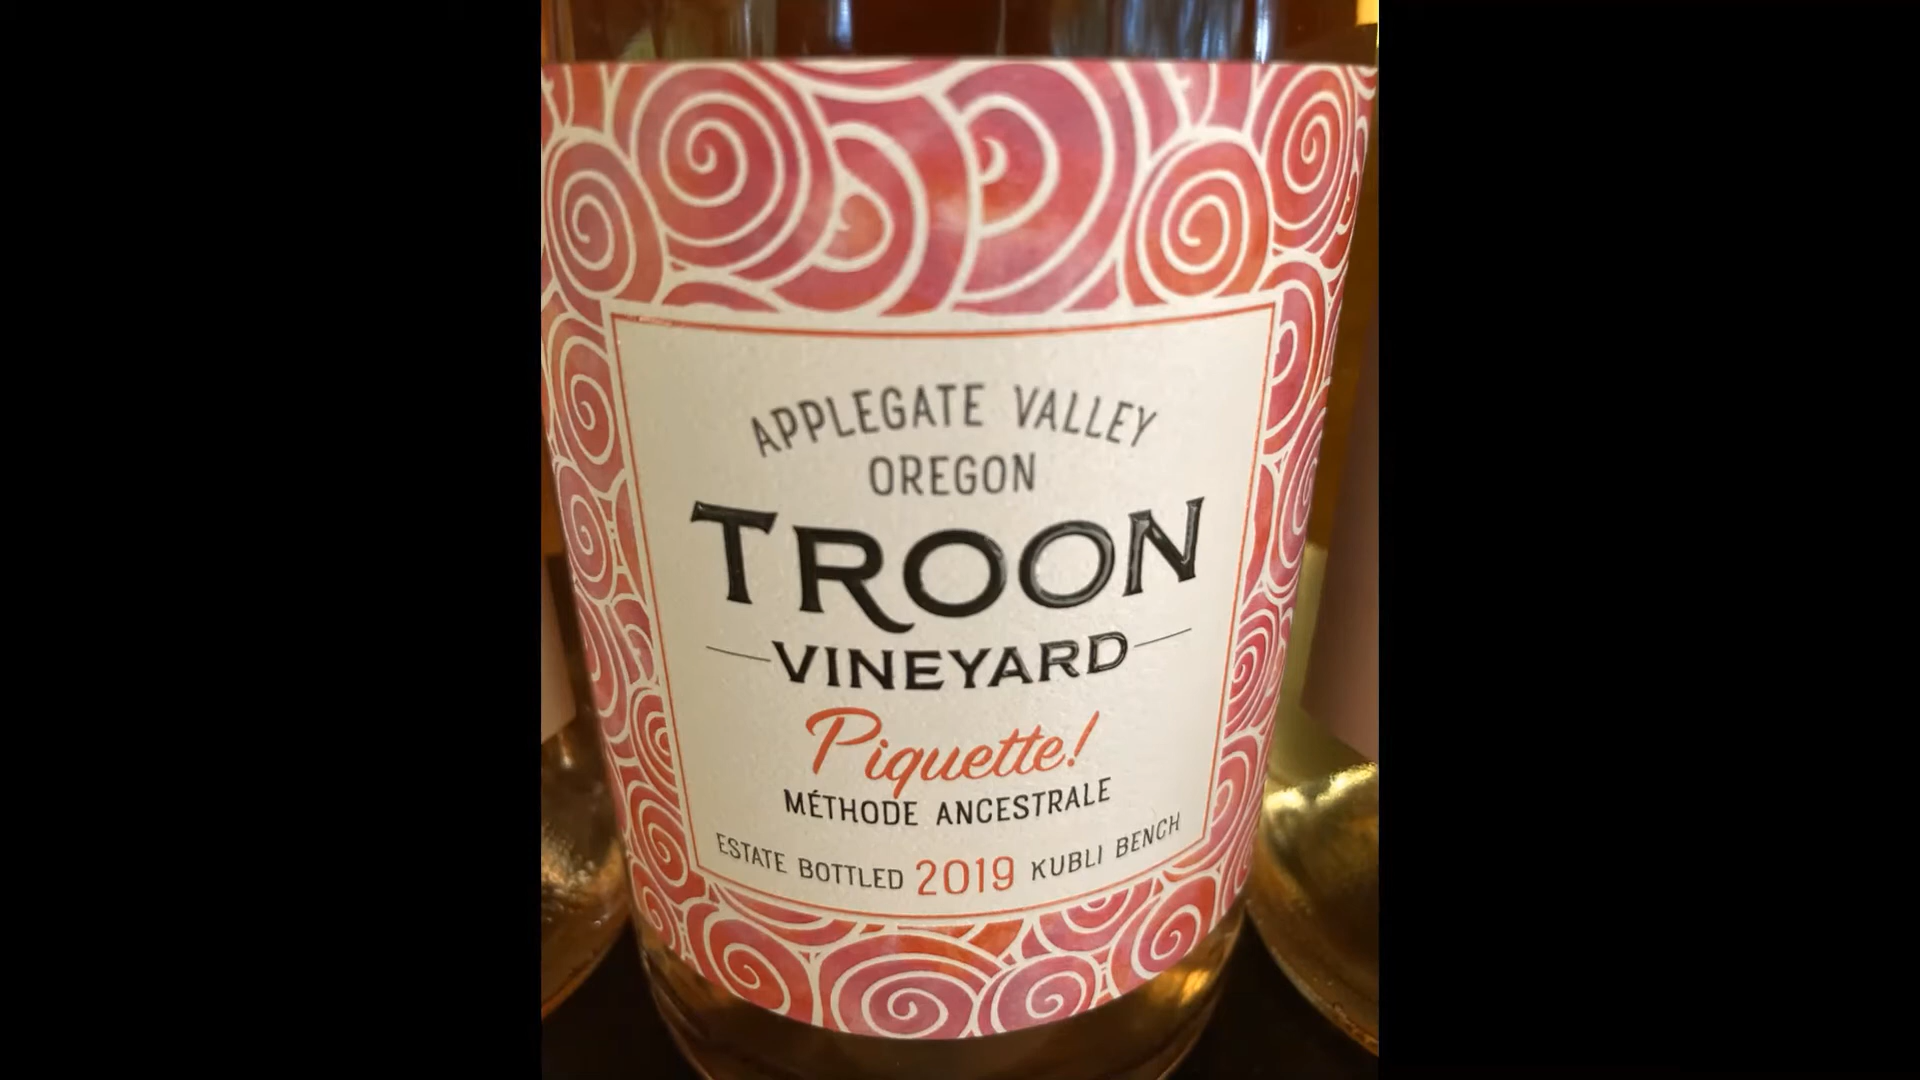 APPLEGATE VALLEY
OREGON
TROON
VINEYARD
Piquette!
MÉTHODE ANCESTRALE
ESTATE BOTTLED 2019 KUBLI BENCH